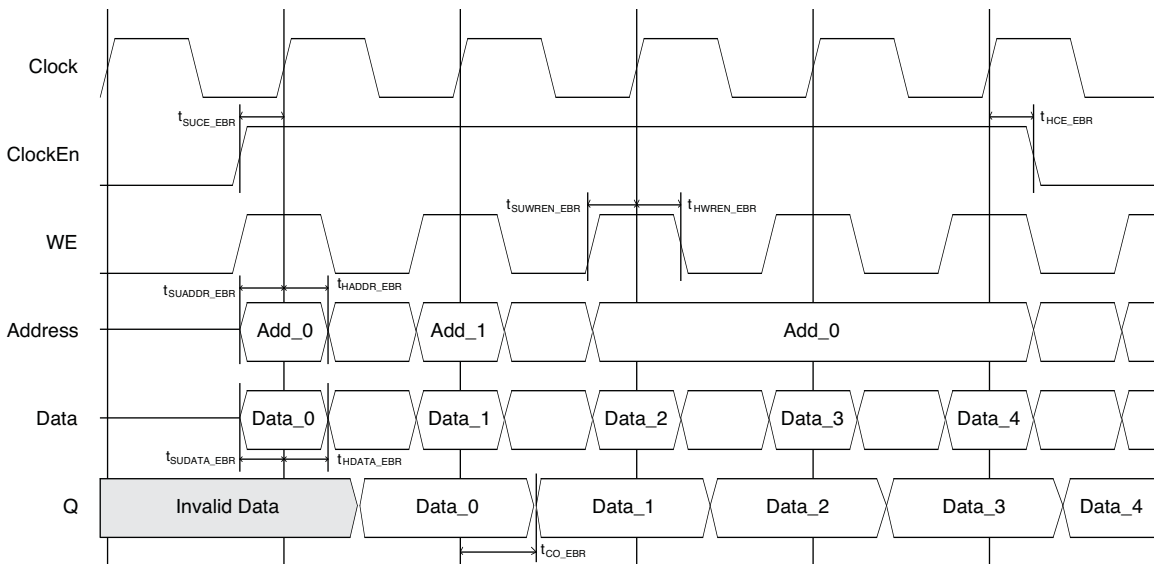 Clock
tSUCE_EBR
tHCE_EBR
ClockEn
tSUWREN_EBR
tHWREN_EBR
WE
tSUADDR_EBR
tHADDR_EBR
Address
Add_0
Add_1
Add_0
Data
Data_0
Data_1
Data_2
Data_3
Data_4
tSUDATA_EBR
tHDATA_EBR
Q
Invalid Data
Data_0
Data_1
Data_2
Data_3
Data_4
tCO_EBR